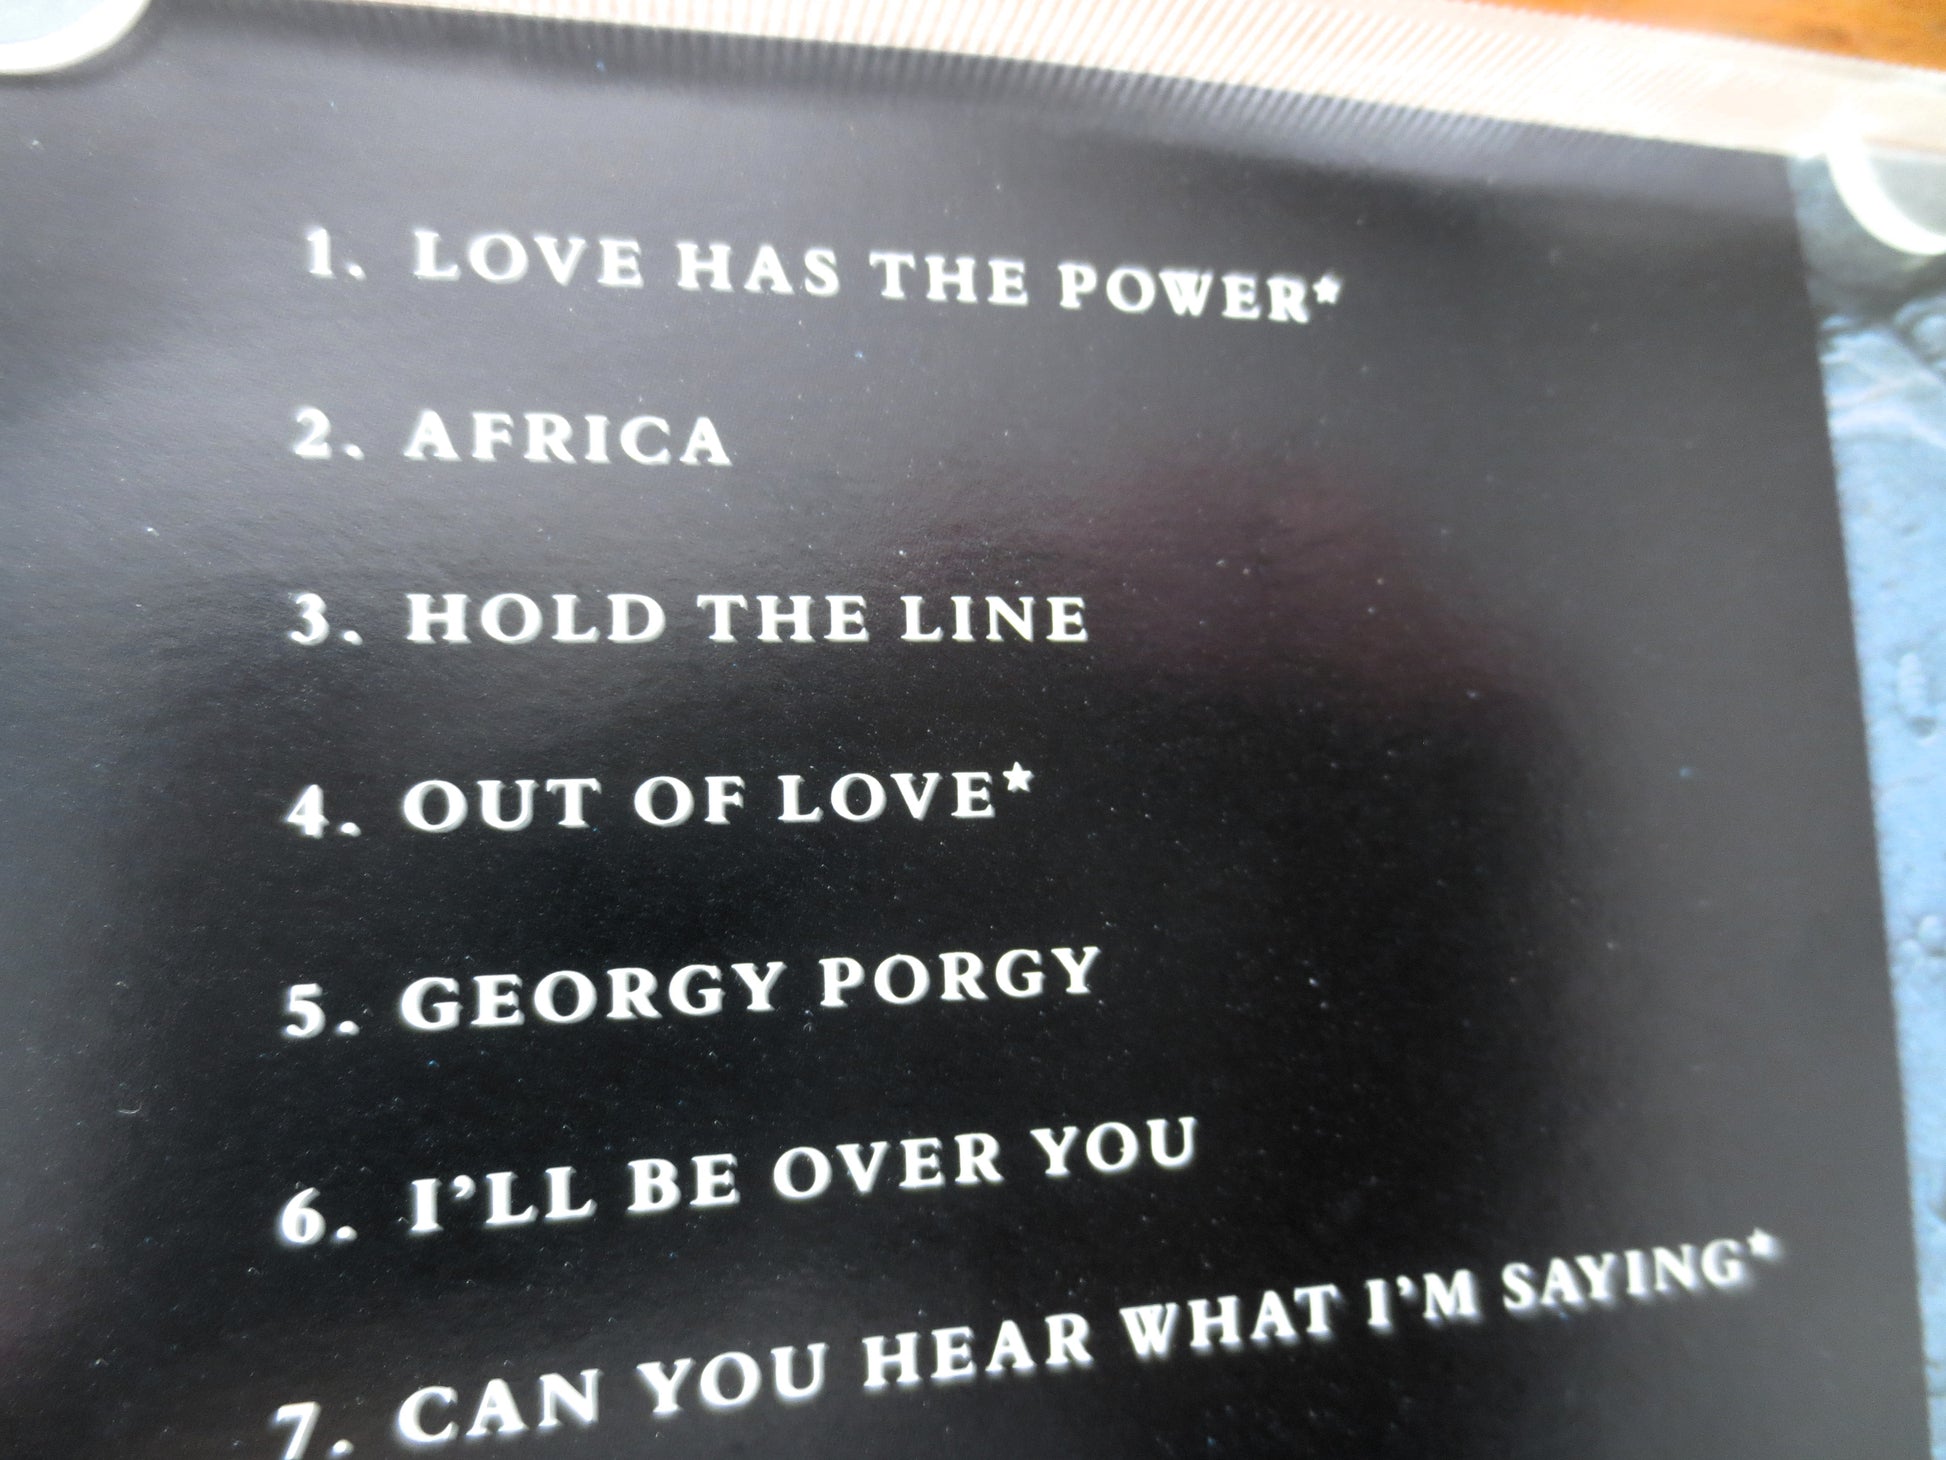 1. LOVE HAS THE POWER*
2. AFRICA
3. HOLD THE LINE
4. OUT OF LOVE*
5. GEORGY PORGY
6. I'LL BE OVER YOU
7. CAN YOU HEAR WHAT I'M SAYING*